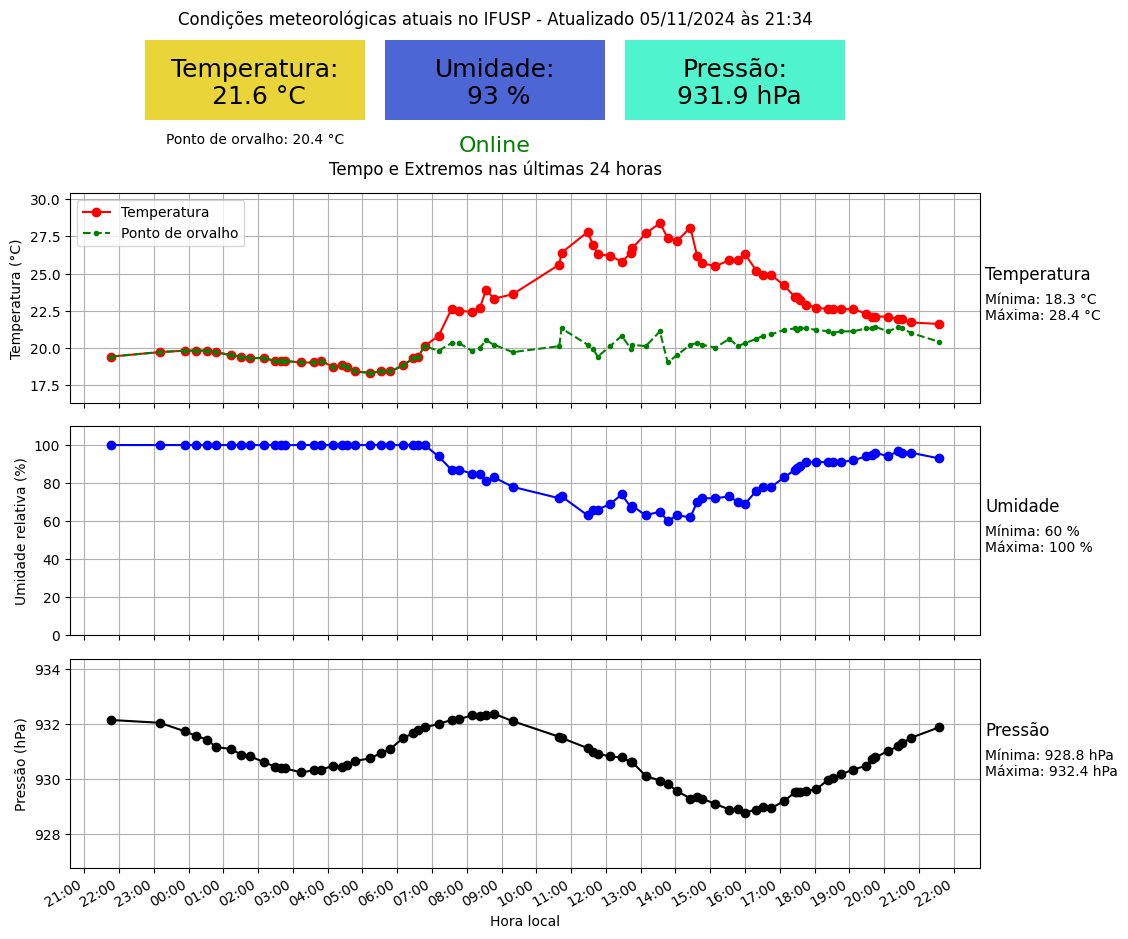 Condições meteorológicas atuais no IFUSP - Atualizado 05/11/2024 às 21:34
Temperatura:
21.6 °C
Umidade:
93 %
Pressão:
931.9 hPa
Ponto de orvalho: 20.4 °C
Online
Tempo e Extremos nas últimas 24 horas
Temperatura (°C)
30.0
27.5
25.0
22.5
20.0
17.5
Temperatura
Ponto de orvalho
Temperatura
Mínima: 18.3 °C
Máxima: 28.4 °C
Umidade relativa (%)
100
80
60
40
20
0
Umidade
Mínima: 60 %
Máxima: 100 %
Pressão (hPa)
934
932
930
928
Pressão
Mínima: 928.8 hPa
Máxima: 932.4 hPa
21:00 22:00 23:00 00:00 01:00 02:00 03:00 04:00 05:00 06:00 07:00 08:00 09:00 10:00 11:00 12:00 13:00 14:00 15:00 16:00 17:00 18:00 19:00 20:00 21:00 22:00
Hora local